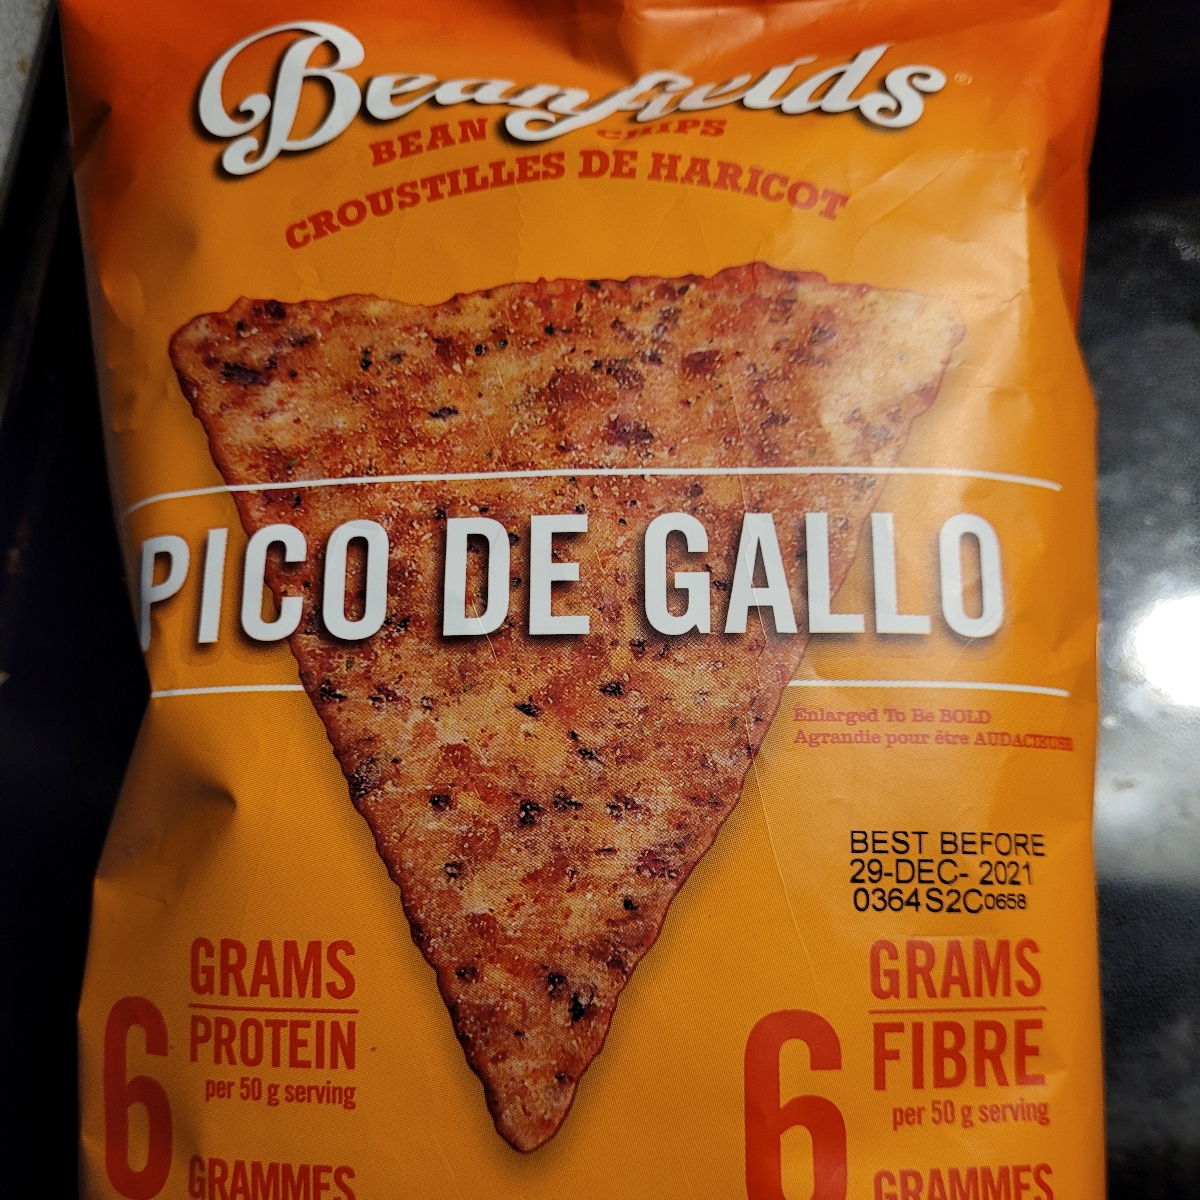 Beanfields
BEAN CHIPS
CROUSTILLES DE HARICOT
PICO DE GALLO
Enlarged To Be BOLD
Agrandie pour être AUDACIEUSE
BEST BEFORE
29-DEC- 2021
0364S2C0658
6 GRAMS
PROTEIN
per 50 g serving
GRAMMES
6 GRAMS
FIBRE
per 50 g serving
GRAMMES